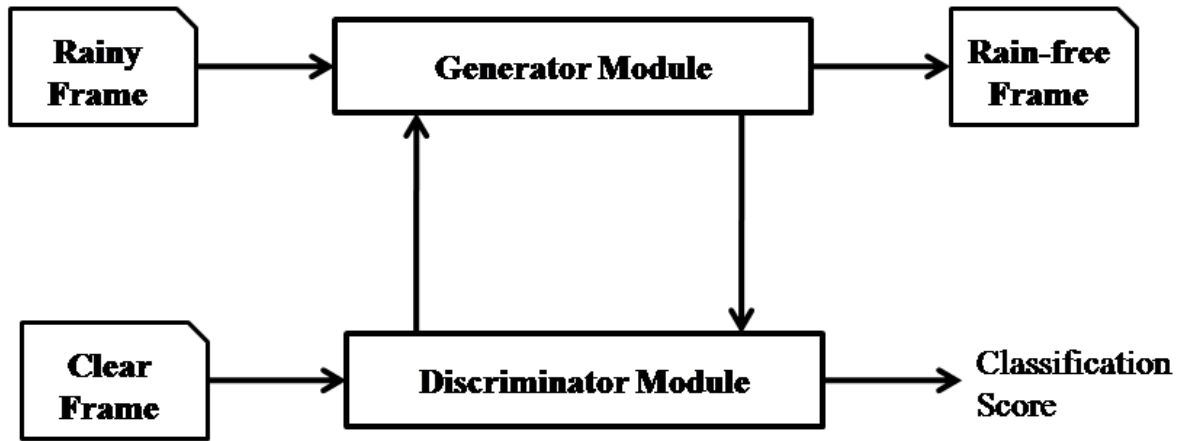 Rainy
Frame
Generator Module
Rain-free
Frame
Clear
Frame
Discriminator Module
Classification
Score